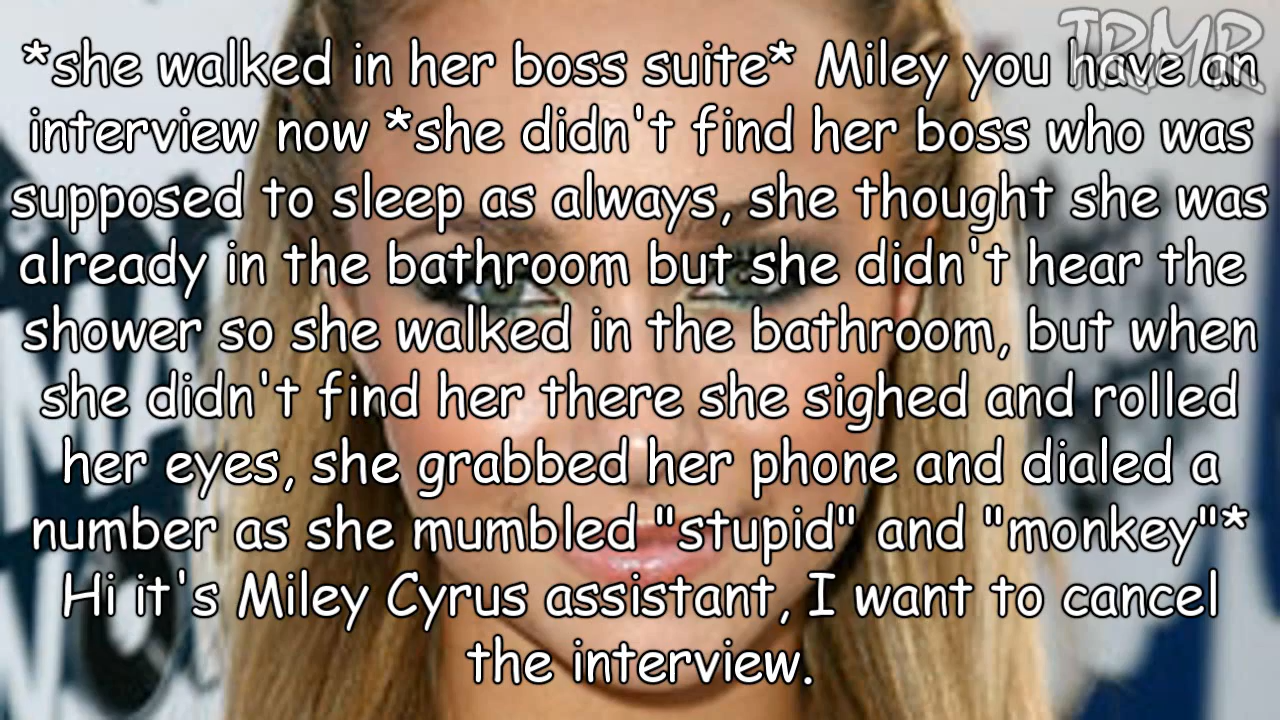 *she walked in her boss suite* Miley you have an
interview now *she didn't find her boss who was
supposed to sleep as always, she thought she was
already in the bathroom but she didn't hear the
shower so she walked in the bathroom, but when
she didn't find her there she sighed and rolled
her eyes, she grabbed her phone and dialed a
number as she mumbled "stupid" and "monkey"*
Hi it's Miley Cyrus assistant, I want to cancel
the interview.